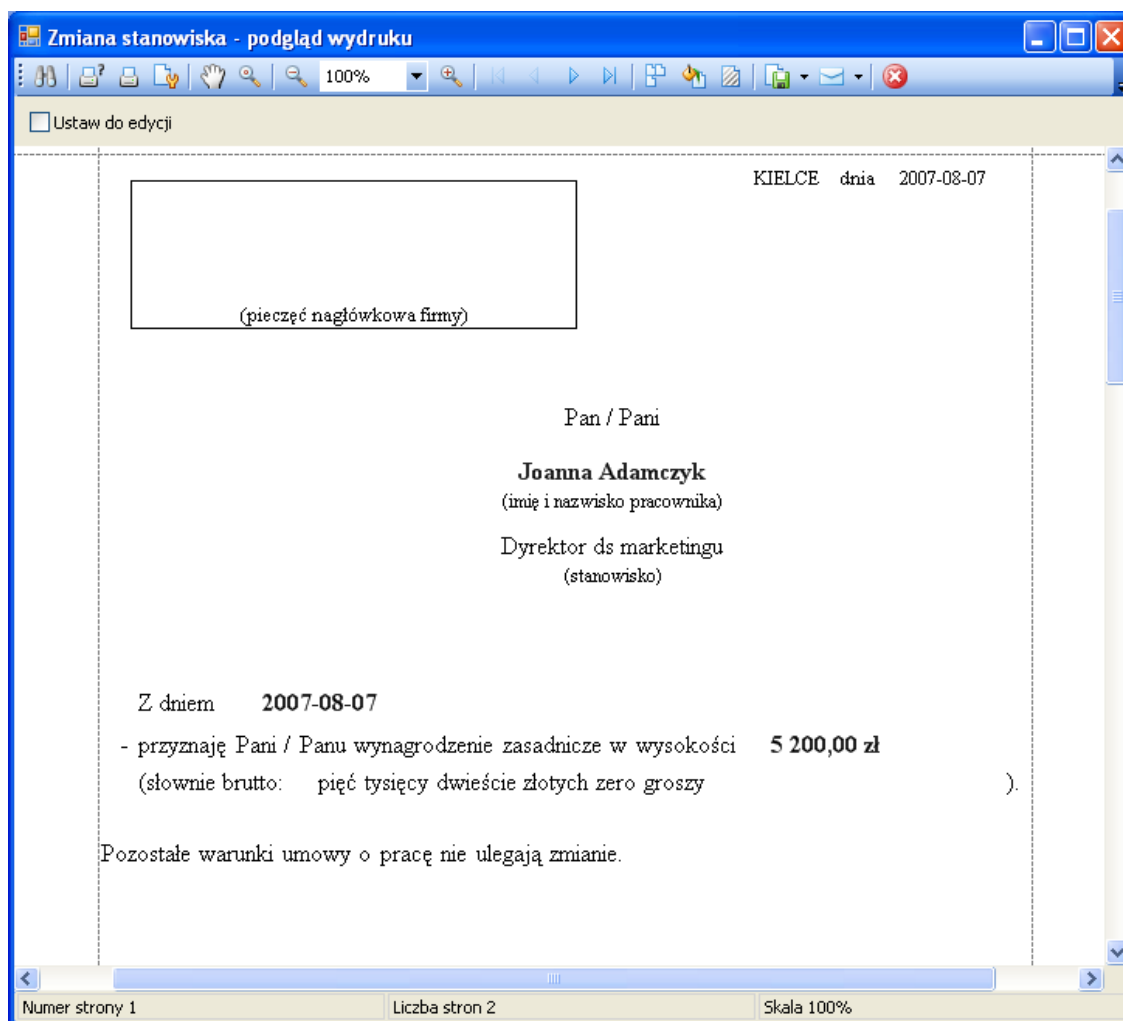 Zmiana stanowiska - podgląd wydruku
100%
Ustaw do edycji
KIELCE dnia 2007-08-07
(pieczęć nagłówkowa firmy)
Pan / Pani
Joanna Adamczyk
(imię i nazwisko pracownika)
Dyrektor ds marketingu
(stanowisko)
Z dniem 2007-08-07
- przyznaję Pani / Panu wynagrodzenie zasadnicze w wysokości 5 200,00 zł
(słownie brutto: pięć tysięcy dwieście złotych zero groszy ).
Pozostałe warunki umowy o pracę nie ulegają zmianie.
Numer strony 1 Liczba stron 2 Skala 100%